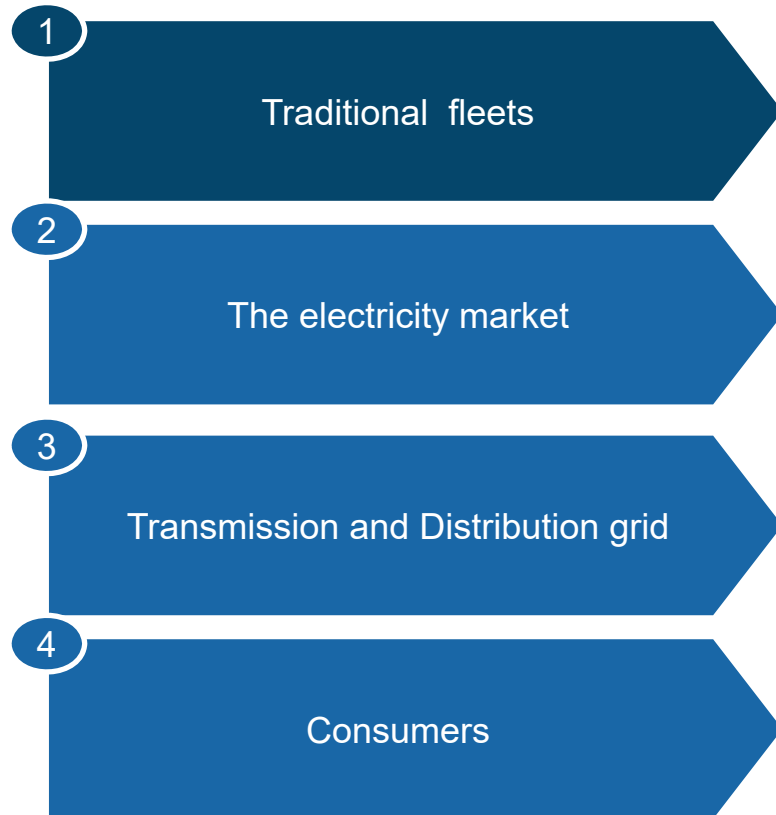 1
Traditional  fleets
2
The electricity market
3
Transmission and Distribution grid
4
Consumers